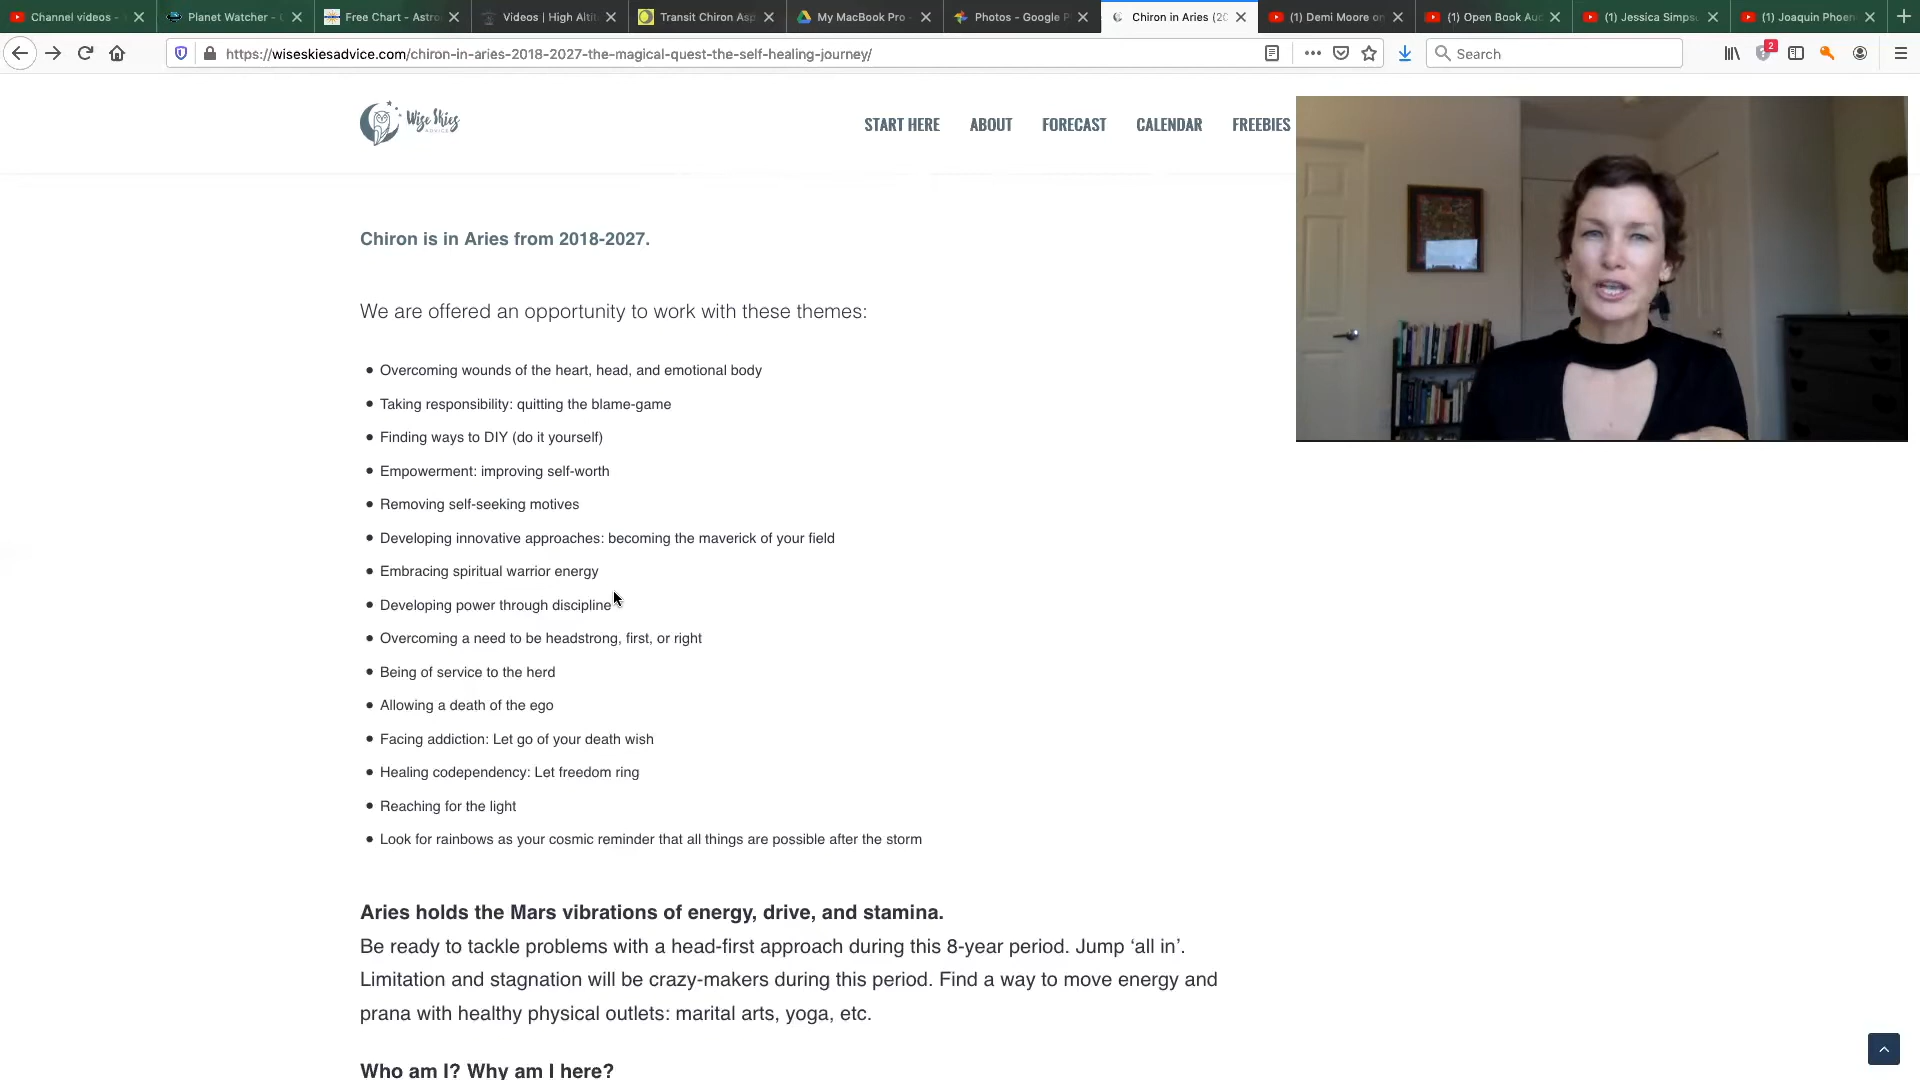 Channel videos -
Planet Watcher -
Free Chart - Astro
Videos | High Alti
Transit Chiron Asp
My MacBook Pro -
Photos - Google P
Chiron in Aries (20
(1) Demi Moore on
(1) Open Book Au
(1) Jessica Simps
(1) Joaquin Phoen
https://wiseskiesadvice.com/chiron-in-aries-2018-2027-the-magical-quest-the-self-healing-journey/
Search
2
Wise Skies
ADVICE
START HERE
ABOUT
FORECAST
CALENDAR
FREEBIES
Chiron is in Aries from 2018-2027.
We are offered an opportunity to work with these themes:
Overcoming wounds of the heart, head, and emotional body
Taking responsibility: quitting the blame-game
Finding ways to DIY (do it yourself)
Empowerment: improving self-worth
Removing self-seeking motives
Developing innovative approaches: becoming the maverick of your field
Embracing spiritual warrior energy
Developing power through discipline
Overcoming a need to be headstrong, first, or right
Being of service to the herd
Allowing a death of the ego
Facing addiction: Let go of your death wish
Healing codependency: Let freedom ring
Reaching for the light
Look for rainbows as your cosmic reminder that all things are possible after the storm
Aries holds the Mars vibrations of energy, drive, and stamina.
Be ready to tackle problems with a head-first approach during this 8-year period. Jump ‘all in’.
Limitation and stagnation will be crazy-makers during this period. Find a way to move energy and
prana with healthy physical outlets: marital arts, yoga, etc.
Who am I? Why am I here?